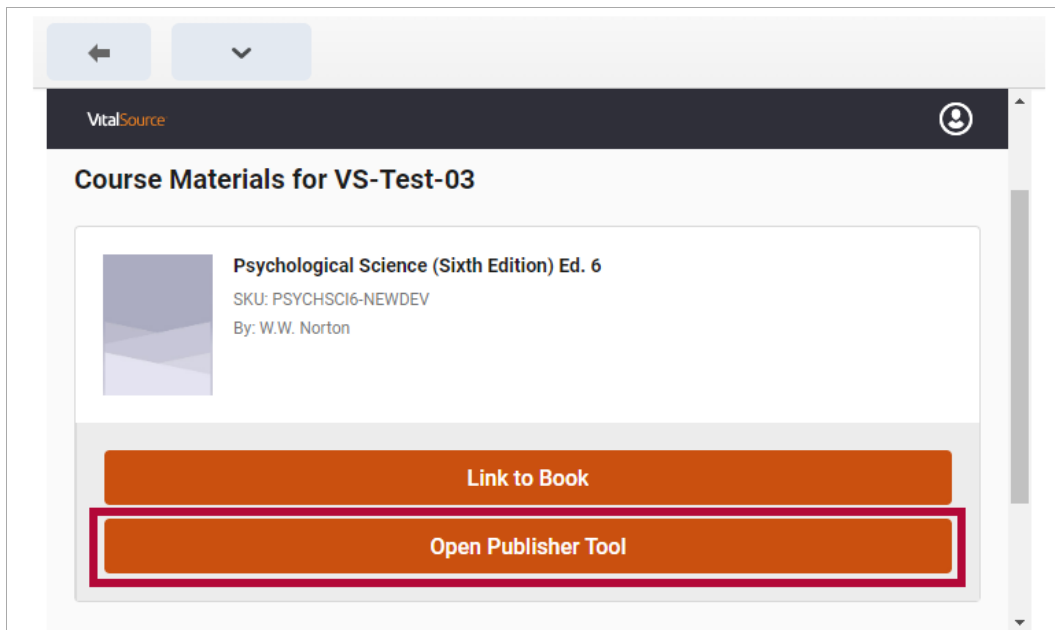 VitalSource
Course Materials for VS-Test-03
Psychological Science (Sixth Edition) Ed. 6
SKU: PSYCHSCI6-NEWDEV
By: W.W. Norton
Link to Book
Open Publisher Tool